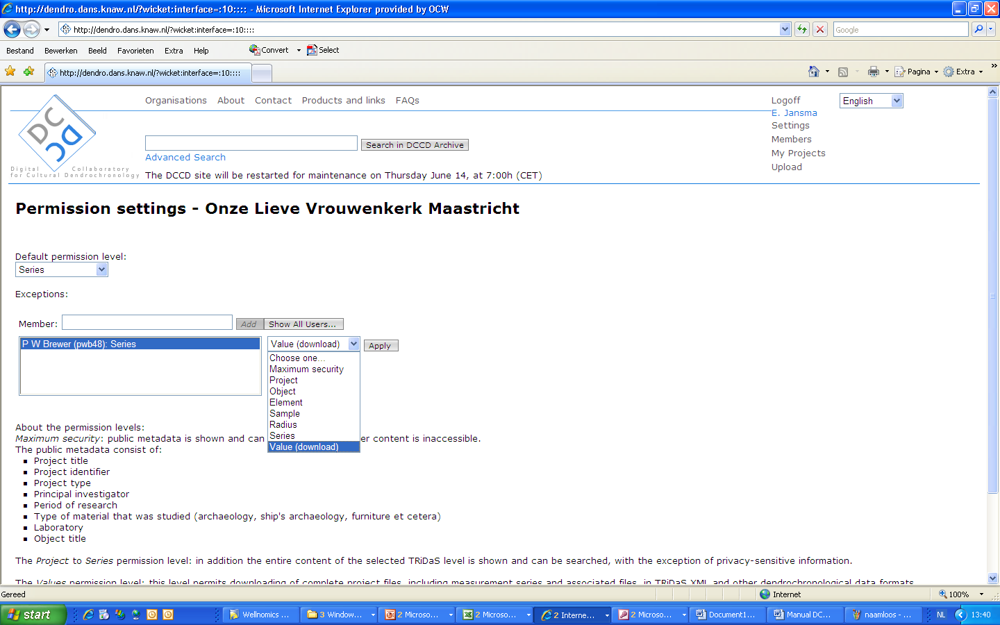 http://dendro.dans.knaw.nl/?wicket:interface=:10:::: - Microsoft Internet Explorer provided by OCW
http://dendro.dans.knaw.nl/?wicket:interface=:10::::
Google
Bestand Bewerken Beeld Favorieten Extra Help Convert Select
http://dendro.dans.knaw.nl/?wicket:interface=:10::::
Pagina Extra
Organisations About Contact Products and links FAQs
Logoff
English
E. Jansma
Settings
Members
My Projects
Upload
DC
CD
Digital Collaboratory
for Cultural Dendrochronology
Search in DCCD Archive
Advanced Search
The DCCD site will be restarted for maintenance on Thursday June 14, at 7:00h (CET)
Permission settings - Onze Lieve Vrouwenkerk Maastricht
Default permission level:
Series
Exceptions:
Member: Add Show All Users...
P W Brewer (pwb48): Series
Value (download) Apply
Choose one...
Maximum security
Project
Object
Element
Sample
Radius
Series
Value (download)
About the permission levels:
Maximum security: public metadata is shown and can er content is inaccessible.
The public metadata consist of:
Project title
Project identifier
Project type
Principal investigator
Period of research
Type of material that was studied (archaeology, ship's archaeology, furniture et cetera)
Laboratory
Object title
The Project to Series permission level: in addition the entire content of the selected TRiDaS level is shown and can be searched, with the exception of privacy-sensitive information.
The Values permission level: this level permits downloading of complete project files, including measurement series and associated files, in TRiDaS XML and other dendrochronological data formats.
Gereed
Internet
100%
start
Wellnomics ...
3 Window...
2 Microso...
2 Microso...
2 Interne...
2 Microso...
Document1...
Manual DC...
naamloos - ...
NL
13:40